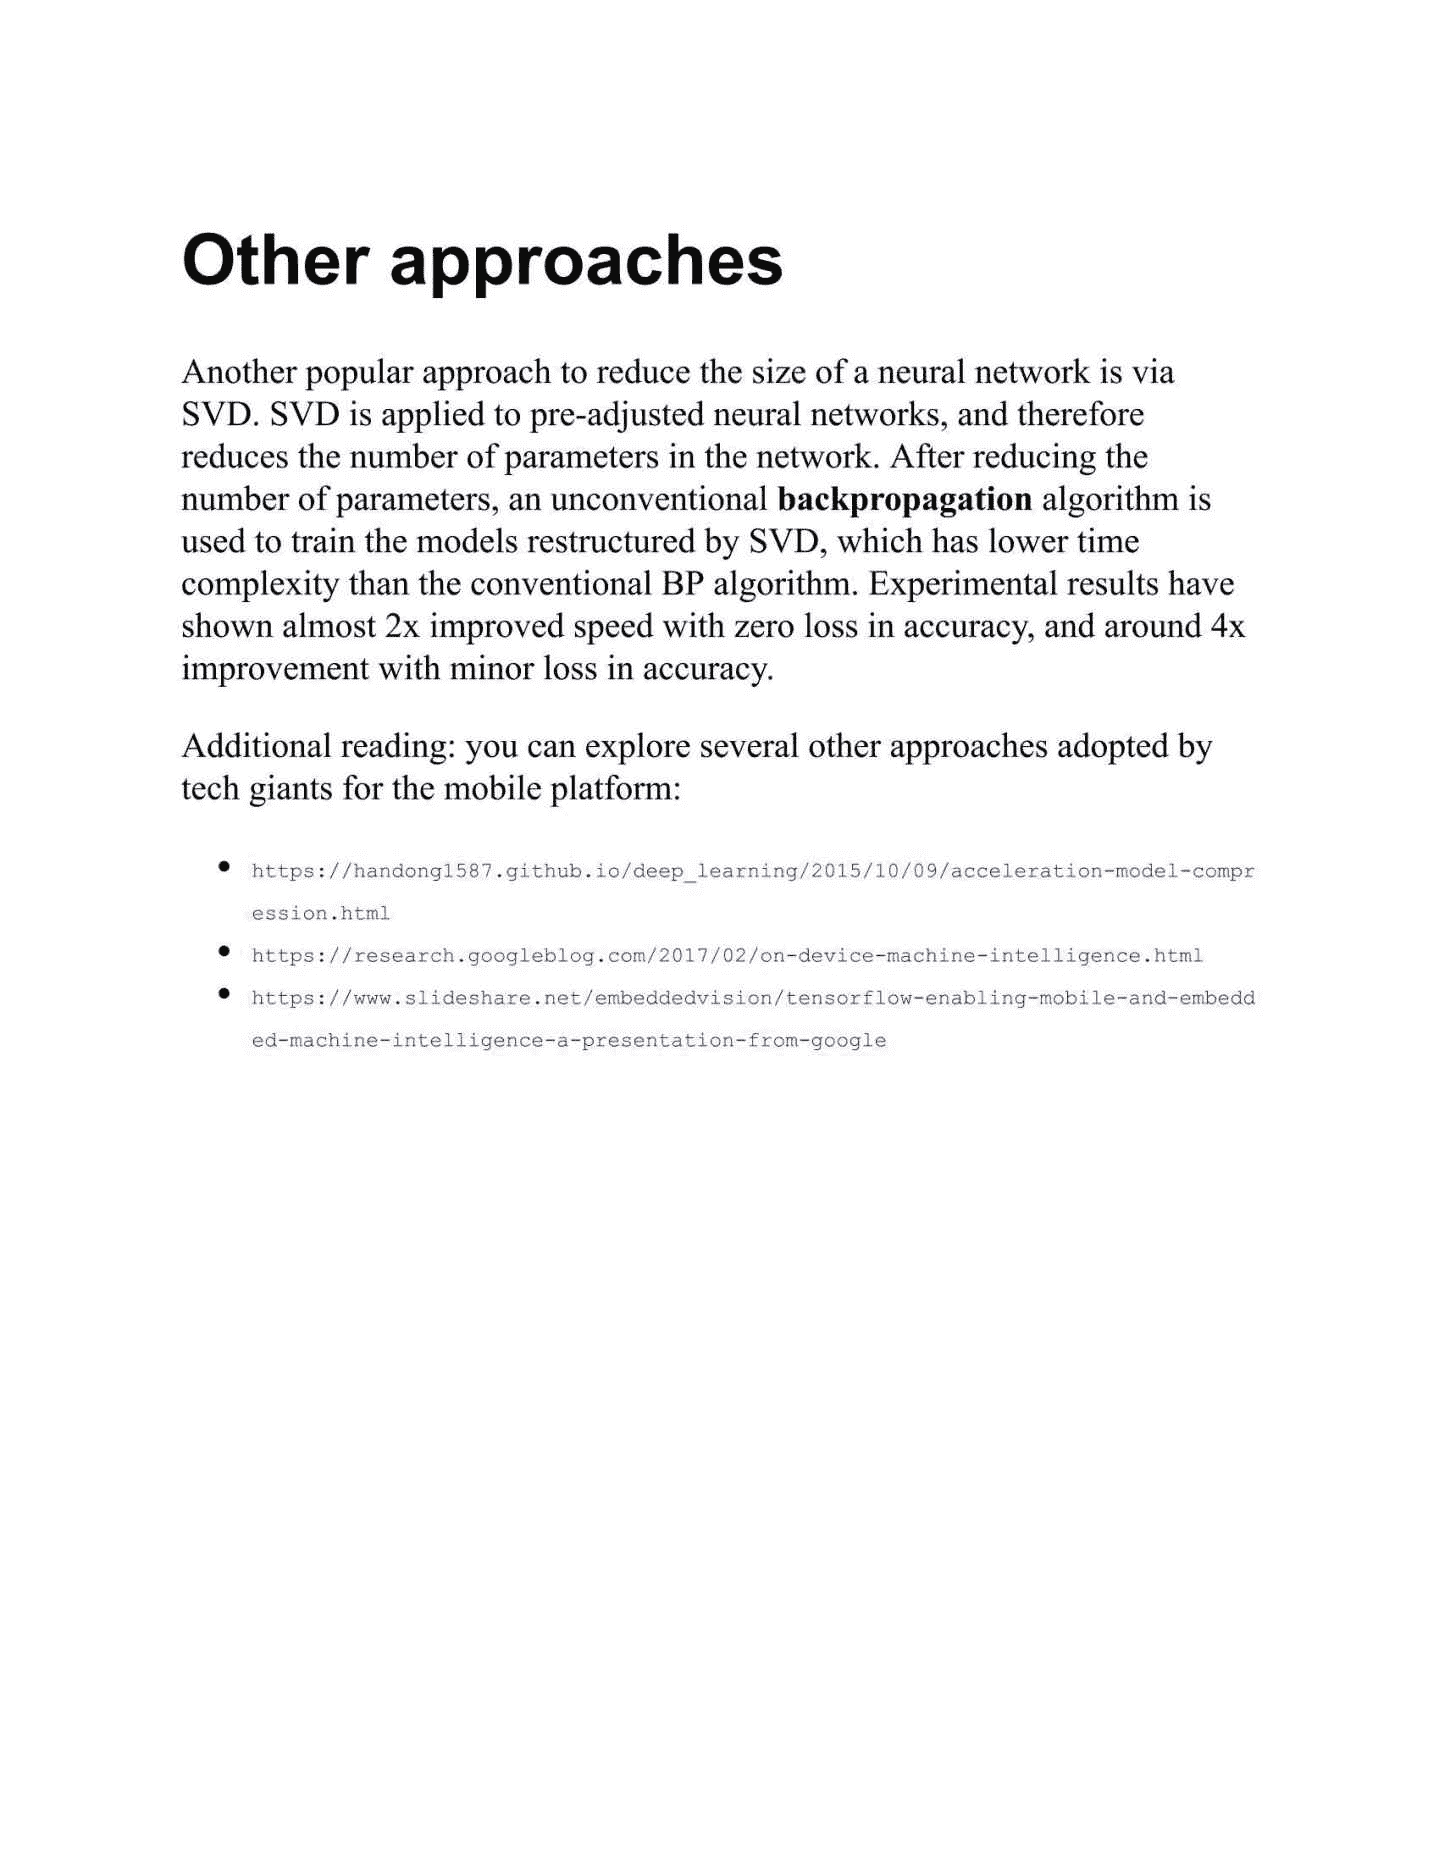 Other approaches
Another popular approach to reduce the size of a neural network is via
SVD. SVD is applied to pre-adjusted neural networks, and therefore
reduces the number of parameters in the network. After reducing the
number of parameters, an unconventional backpropagation algorithm is
used to train the models restructured by SVD, which has lower time
complexity than the conventional BP algorithm. Experimental results have
shown almost 2x improved speed with zero loss in accuracy, and around 4x
improvement with minor loss in accuracy.
Additional reading: you can explore several other approaches adopted by
tech giants for the mobile platform:
• https://handong1587.github.io/deep_learning/2015/10/09/acceleration-model-compr
ession.html
• https://research.googleblog.com/2017/02/on-device-machine-intelligence.html
• https://www.slideshare.net/embeddedvision/tensorflow-enabling-mobile-and-embedd
ed-machine-intelligence-a-presentation-from-google